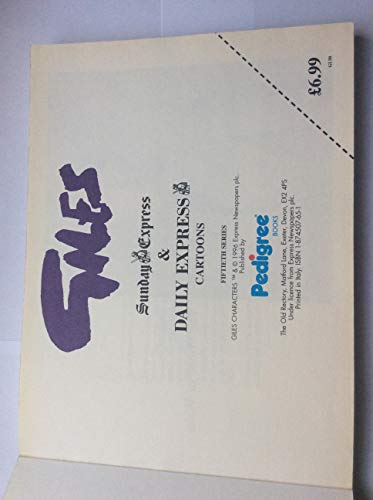 GILES
Sunday Express
&
DAILY EXPRESS
CARTOONS
FIFTIETH SERIES
GILES CHARACTERS ™ & © 1996 Express Newspapers plc.
Published by
Pedigree
BOOKS
The Old Rectory, Matford Lane, Exeter, Devon, EX2 4PS
Under licence from Express Newspapers plc.
Printed in Italy. ISBN 1-874507-65-1
£6.99